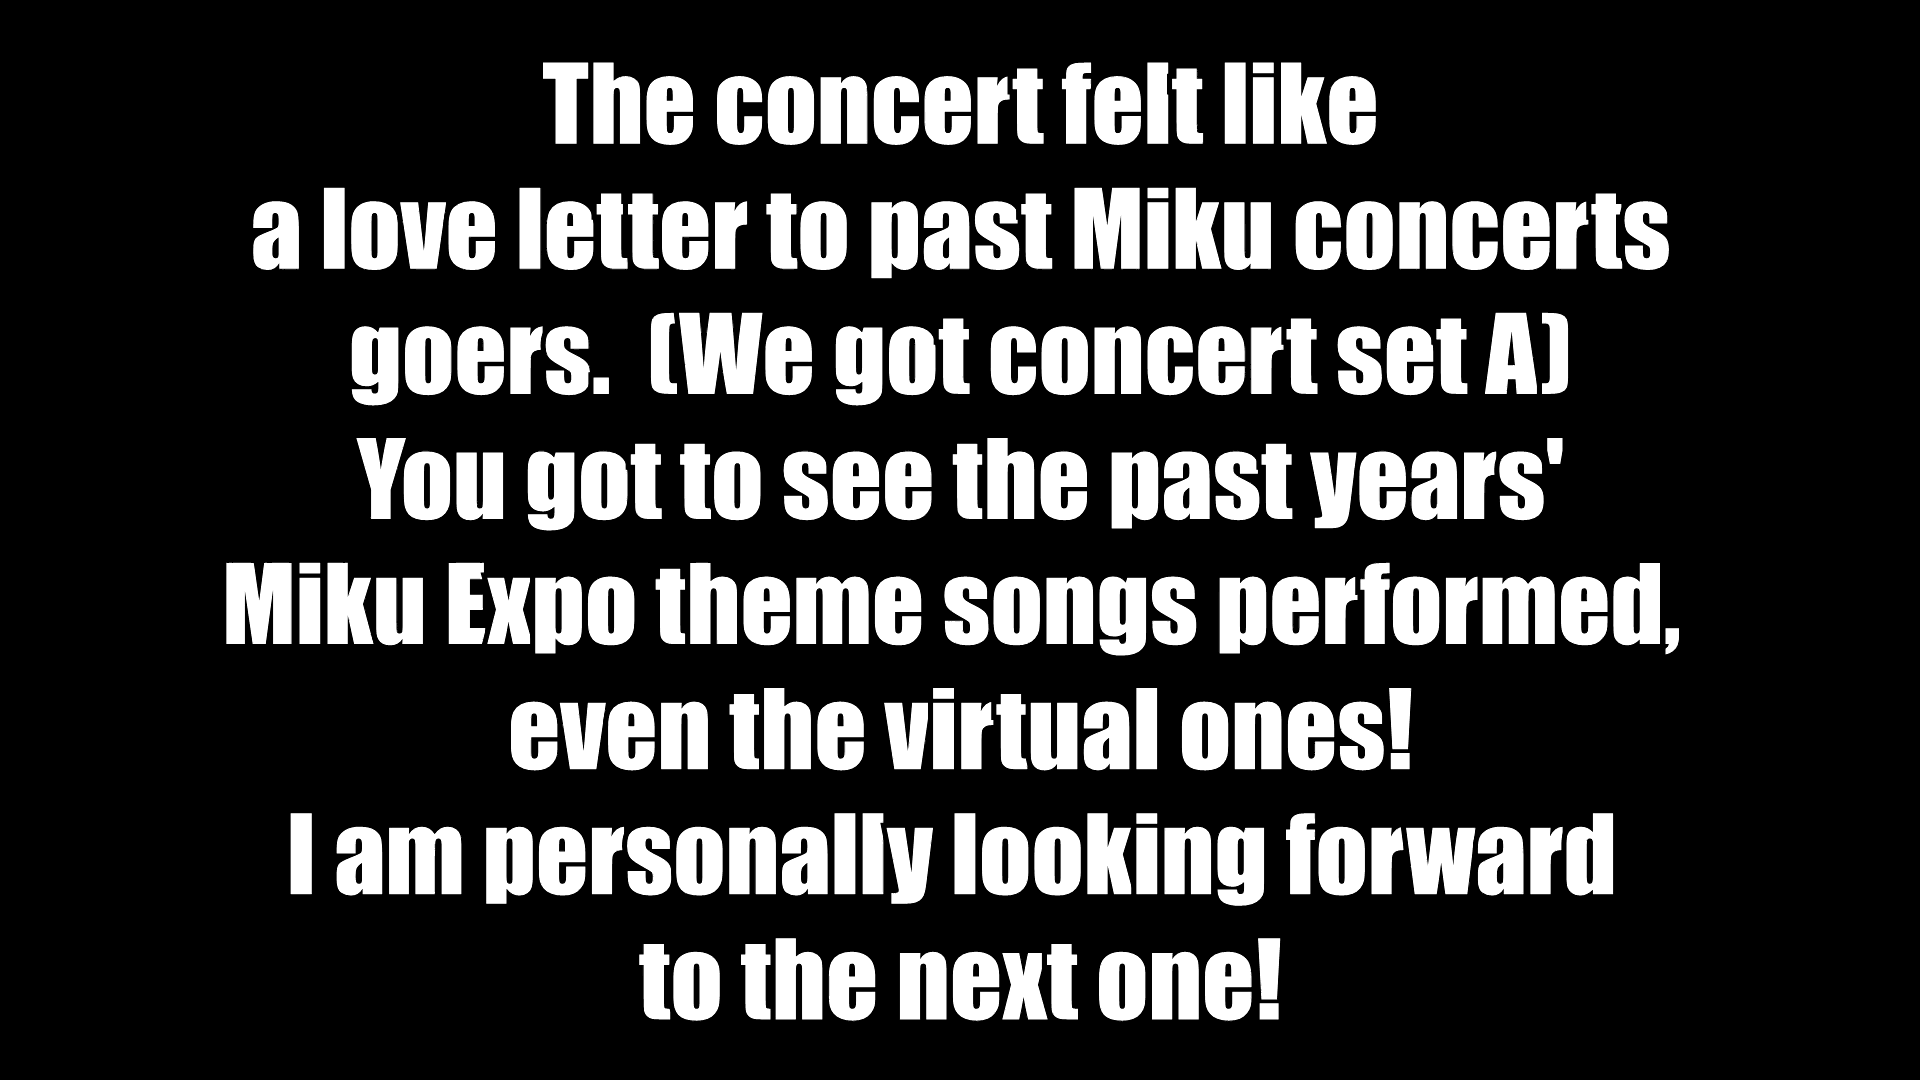 The concert felt like
a love letter to past Miku concerts
goers.  (We got concert set A)
You got to see the past years'
Miku Expo theme songs performed,
even the virtual ones!
I am personally looking forward
to the next one!